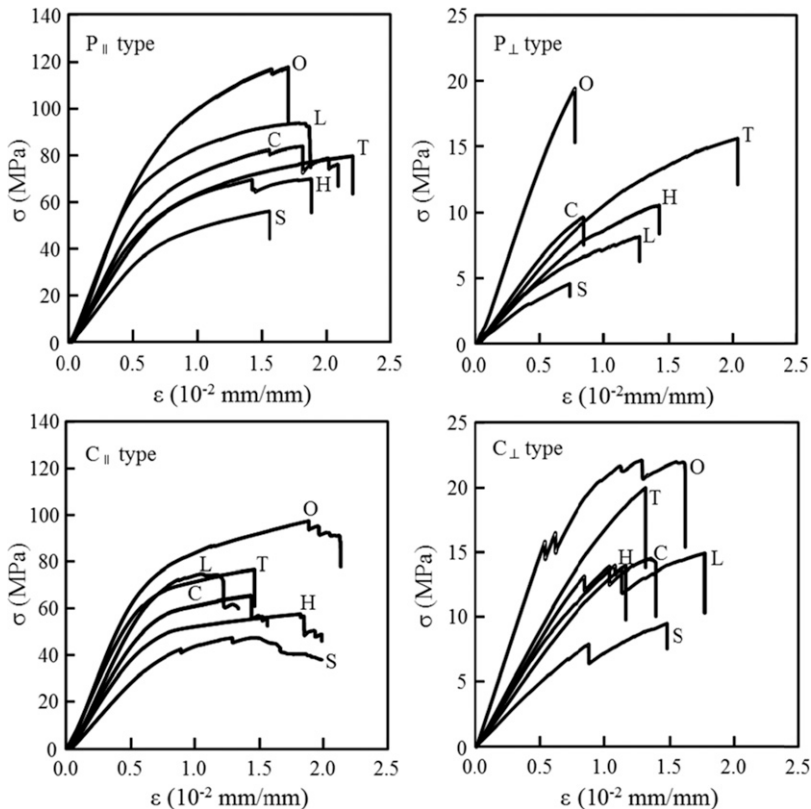 P∥ type
σ (MPa)
140
120
100
80
60
40
20
0
O
L
C
T
H
S
0.0 0.5 1.0 1.5 2.0 2.5
ε (10⁻² mm/mm)
P⊥ type
σ (MPa)
25
20
15
10
5
0
O
T
H
C
L
S
0.0 0.5 1.0 1.5 2.0 2.5
ε (10⁻² mm/mm)
C∥ type
σ (MPa)
140
120
100
80
60
40
20
0
O
L T
C
H
S
0.0 0.5 1.0 1.5 2.0 2.5
ε (10⁻² mm/mm)
C⊥ type
σ (MPa)
25
20
15
10
5
0
O
T
H C
L
S
0.0 0.5 1.0 1.5 2.0 2.5
ε (10⁻² mm/mm)